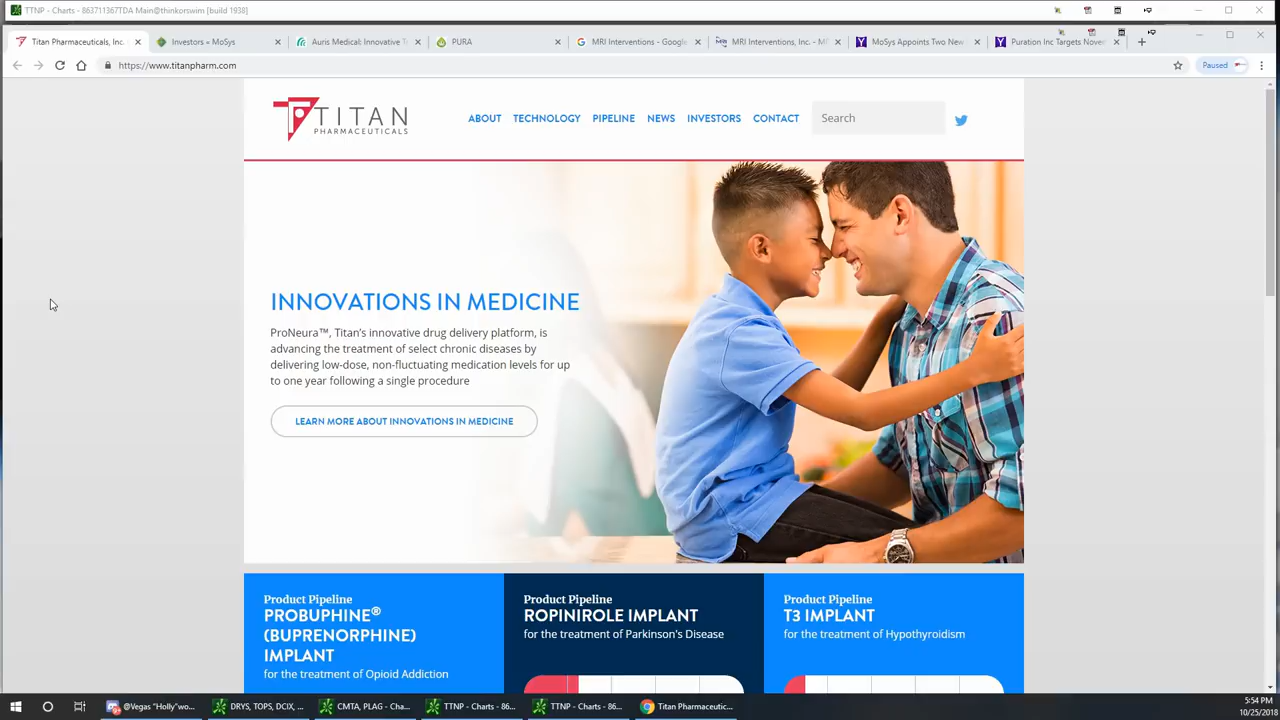 TTNP - Charts - 863711367TDA Main@thinkorswim [build 1938]
Titan Pharmaceuticals, Inc.
Investors « MoSys
Auris Medical: Innovative T
PURA
MRI Interventions - Google
MRI Interventions, Inc. - M
MoSys Appoints Two New
Puration Inc Targets Nover
https://www.titanpharm.com
Paused
TITAN
PHARMACEUTICALS
ABOUT TECHNOLOGY PIPELINE NEWS INVESTORS CONTACT
Search
INNOVATIONS IN MEDICINE
ProNeura™, Titan's innovative drug delivery platform, is
advancing the treatment of select chronic diseases by
delivering low-dose, non-fluctuating medication levels for up
to one year following a single procedure
LEARN MORE ABOUT INNOVATIONS IN MEDICINE
Product Pipeline
PROBUPHINE®
(BUPRENORPHINE)
IMPLANT
for the treatment of Opioid Addiction
Product Pipeline
ROPINIROLE IMPLANT
for the treatment of Parkinson's Disease
Product Pipeline
T3 IMPLANT
for the treatment of Hypothyroidism
@Vegas "Holly"wo...
DRYS, TOPS, DCIX, ...
CMTA, PLAG - Cha...
TTNP - Charts - 86...
TTNP - Charts - 86...
Titan Pharmaceutic...
5:54 PM
10/25/2018